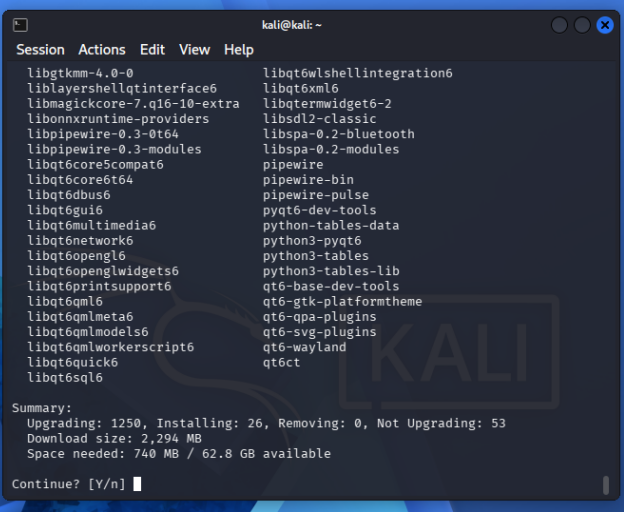 kali@kali: ~
Session Actions Edit View Help
libgtkmm-4.0-0 libqt6wlshellintegration6
liblayershellqtinterface6 libqt6xml6
libmagickcore-7.q16-10-extra libqtermwidget6-2
libonnxruntime-providers libsdl2-classic
libpipewire-0.3-0t64 libspa-0.2-bluetooth
libpipewire-0.3-modules libspa-0.2-modules
libqt6core5compat6 pipewire
libqt6core6t64 pipewire-bin
libqt6dbus6 pipewire-pulse
libqt6gui6 pyqt6-dev-tools
libqt6multimedia6 python-tables-data
libqt6network6 python3-pyqt6
libqt6opengl6 python3-tables
libqt6openglwidgets6 python3-tables-lib
libqt6printsupport6 qt6-base-dev-tools
libqt6qml6 qt6-gtk-platformtheme
libqt6qmlmeta6 qt6-qpa-plugins
libqt6qmlmodels6 qt6-svg-plugins
libqt6qmlworkerscript6 qt6-wayland
libqt6quick6 qt6ct
libqt6sql6
KALI
Summary:
Upgrading: 1250, Installing: 26, Removing: 0, Not Upgrading: 53
Download size: 2,294 MB
Space needed: 740 MB / 62.8 GB available
Continue? [Y/n]